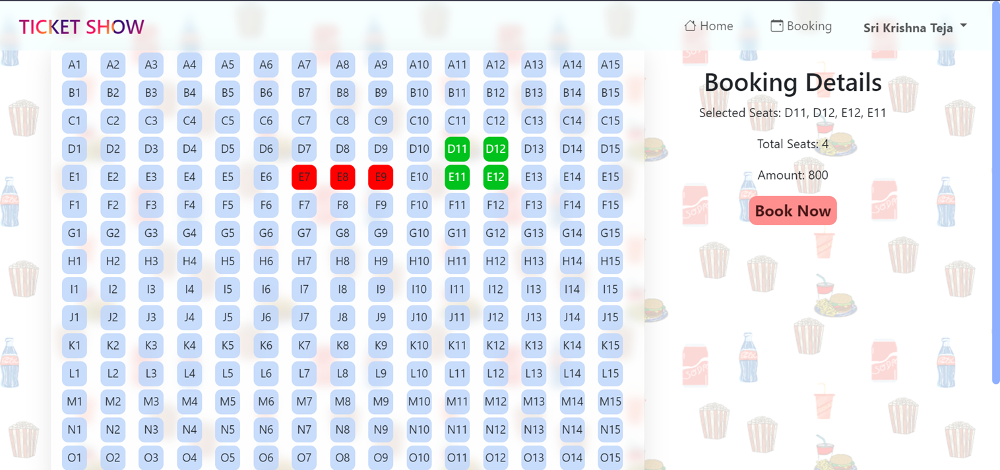 TICKET SHOW
Home
Booking
Sri Krishna Teja
A1 A2 A3 A4 A5 A6 A7 A8 A9 A10 A11 A12 A13 A14 A15
B1 B2 B3 B4 B5 B6 B7 B8 B9 B10 B11 B12 B13 B14 B15
C1 C2 C3 C4 C5 C6 C7 C8 C9 C10 C11 C12 C13 C14 C15
D1 D2 D3 D4 D5 D6 D7 D8 D9 D10 D11 D12 D13 D14 D15
E1 E2 E3 E4 E5 E6 E7 E8 E9 E10 E11 E12 E13 E14 E15
F1 F2 F3 F4 F5 F6 F7 F8 F9 F10 F11 F12 F13 F14 F15
G1 G2 G3 G4 G5 G6 G7 G8 G9 G10 G11 G12 G13 G14 G15
H1 H2 H3 H4 H5 H6 H7 H8 H9 H10 H11 H12 H13 H14 H15
I1 I2 I3 I4 I5 I6 I7 I8 I9 I10 I11 I12 I13 I14 I15
J1 J2 J3 J4 J5 J6 J7 J8 J9 J10 J11 J12 J13 J14 J15
K1 K2 K3 K4 K5 K6 K7 K8 K9 K10 K11 K12 K13 K14 K15
L1 L2 L3 L4 L5 L6 L7 L8 L9 L10 L11 L12 L13 L14 L15
M1 M2 M3 M4 M5 M6 M7 M8 M9 M10 M11 M12 M13 M14 M15
N1 N2 N3 N4 N5 N6 N7 N8 N9 N10 N11 N12 N13 N14 N15
O1 O2 O3 O4 O5 O6 O7 O8 O9 O10 O11 O12 O13 O14 O15
Booking Details
Selected Seats: D11, D12, E12, E11
Total Seats: 4
Amount: 800
Book Now
SODA
SODA
SODA
SODA